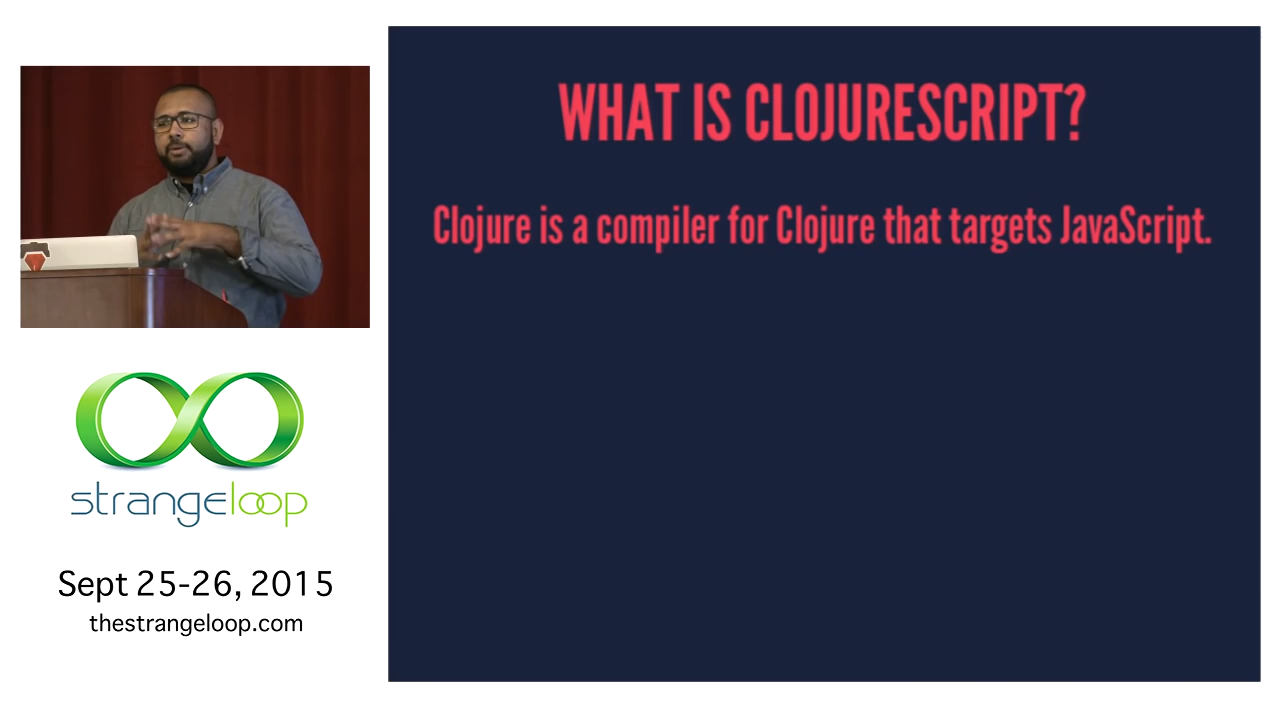 WHAT IS CLOJURESCRIPT?
Clojure is a compiler for Clojure that targets JavaScript.
strangeloop
Sept 25-26, 2015
thestrangeloop.com